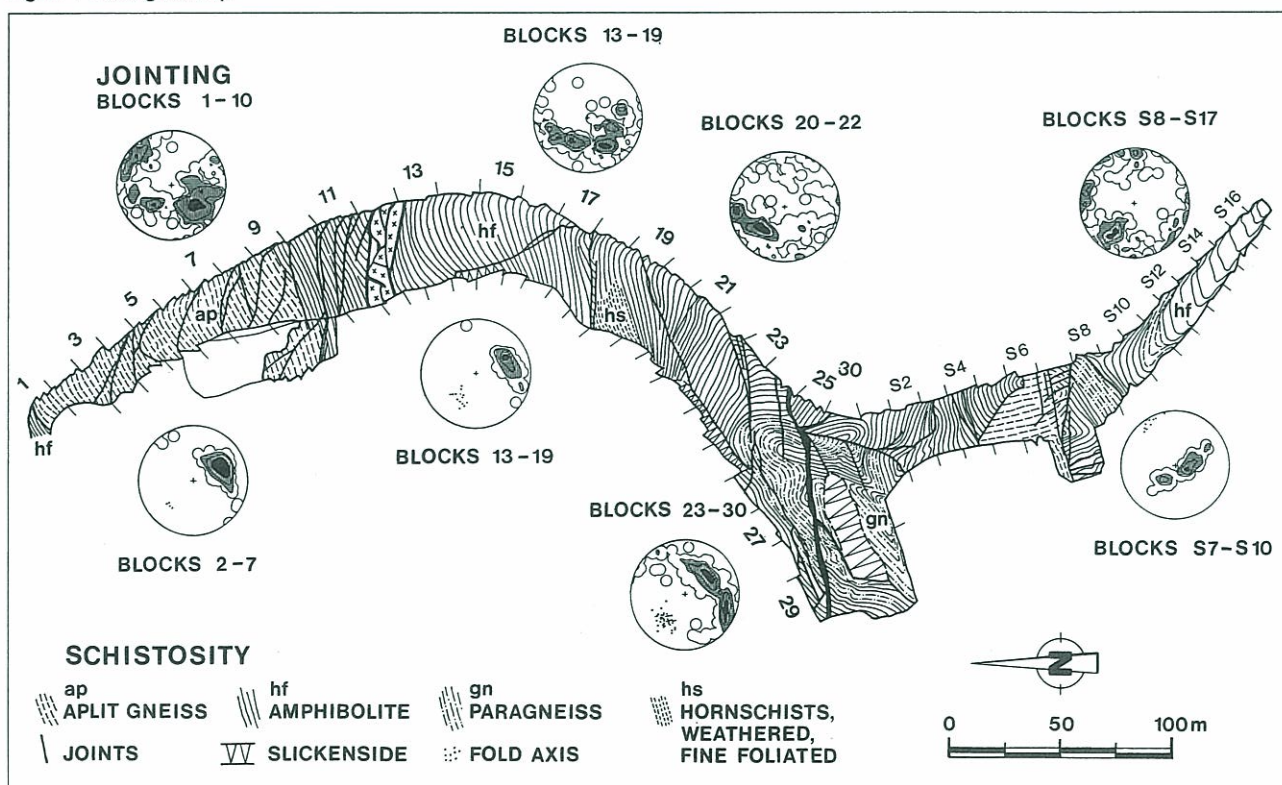 JOINTING
BLOCKS 1-10
BLOCKS 13-19
BLOCKS 20-22
BLOCKS S8-S17
1
3
5
7
9
11
13
15
17
19
21
23
25
30
S2
S4
S6
S8
S10
S12
S14
S16
27
29
hf
ap
hf
hs
gn
hf
BLOCKS 2-7
BLOCKS 13-19
BLOCKS 23-30
BLOCKS S7-S10
SCHISTOSITY
ap
APLIT GNEISS
hf
AMPHIBOLITE
gn
PARAGNEISS
hs
HORNSCHISTS,
WEATHERED,
FINE FOLIATED
JOINTS
SLICKENSIDE
FOLD AXIS
N
0 50 100m